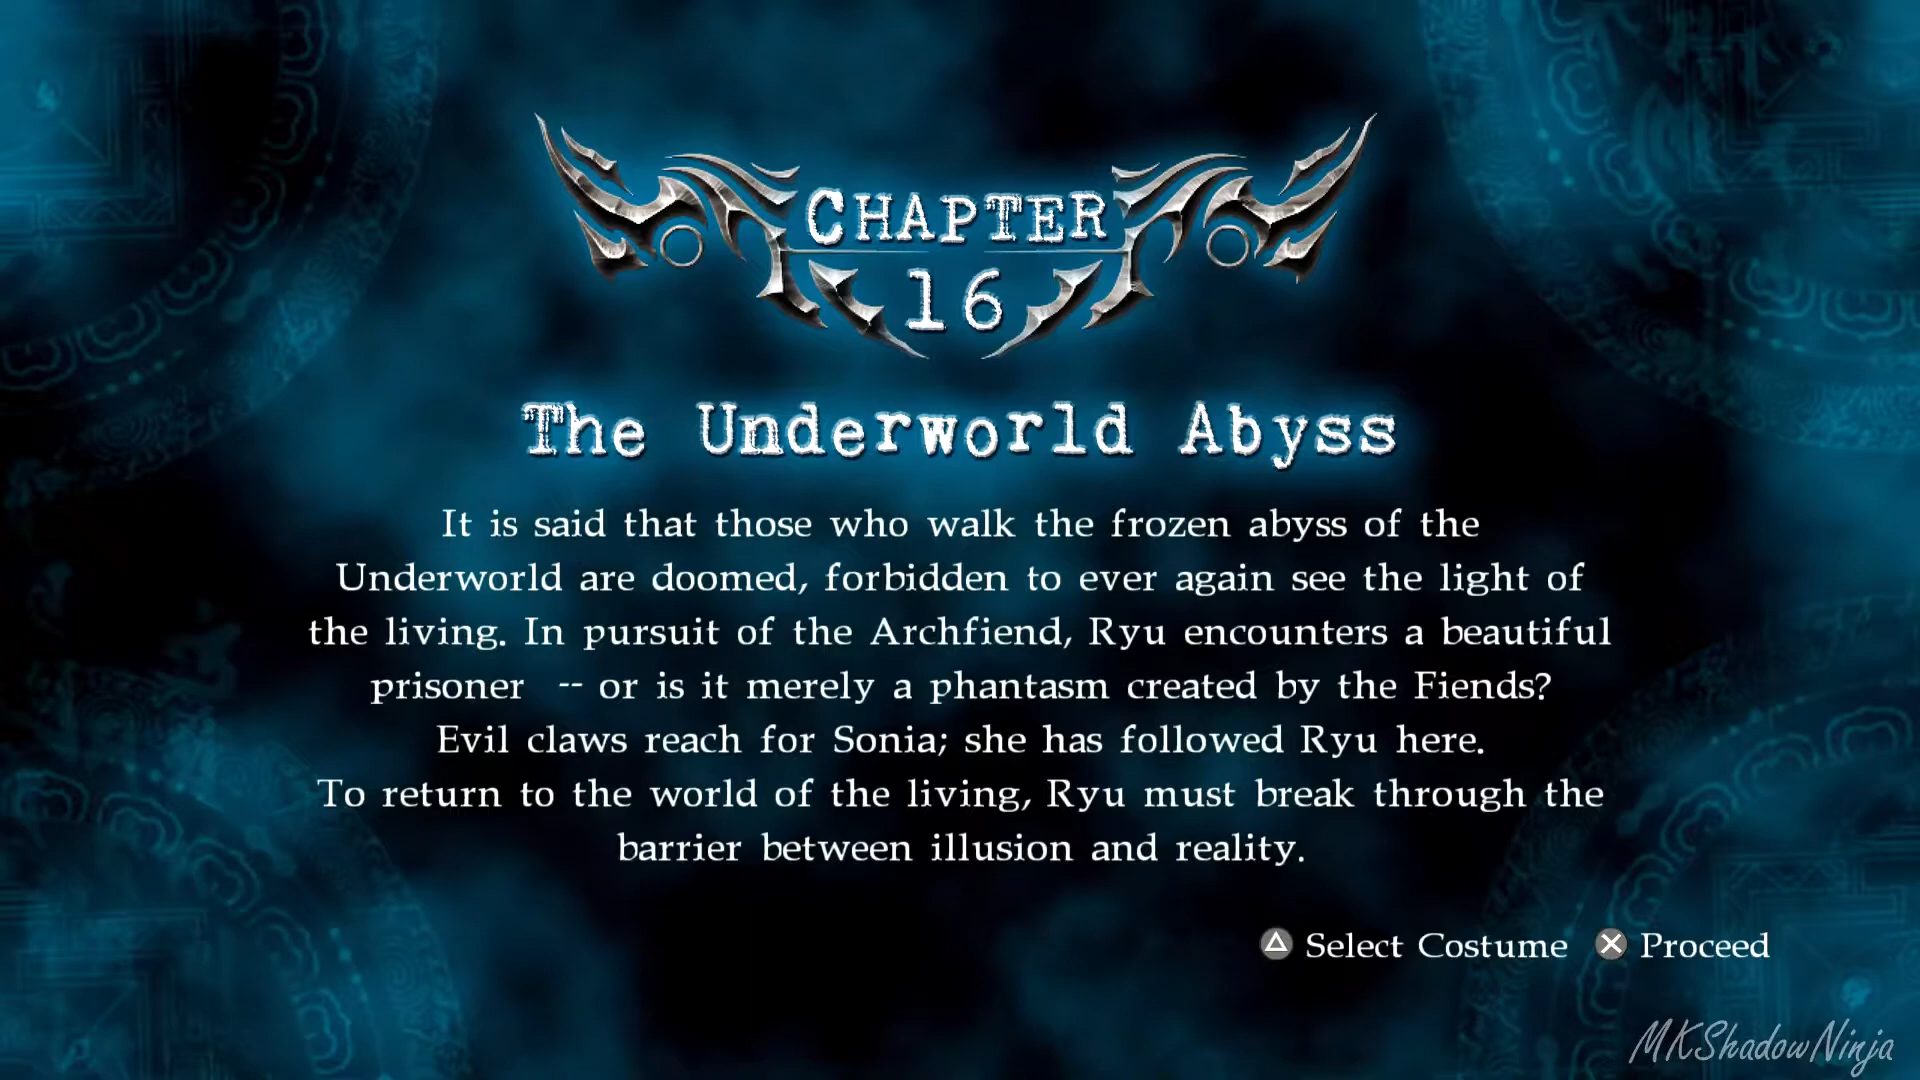 CHAPTER
16
The Underworld Abyss
It is said that those who walk the frozen abyss of the
Underworld are doomed, forbidden to ever again see the light of
the living. In pursuit of the Archfiend, Ryu encounters a beautiful
prisoner -- or is it merely a phantasm created by the Fiends?
Evil claws reach for Sonia; she has followed Ryu here.
To return to the world of the living, Ryu must break through the
barrier between illusion and reality.
Select Costume Proceed
MKShadowNinja